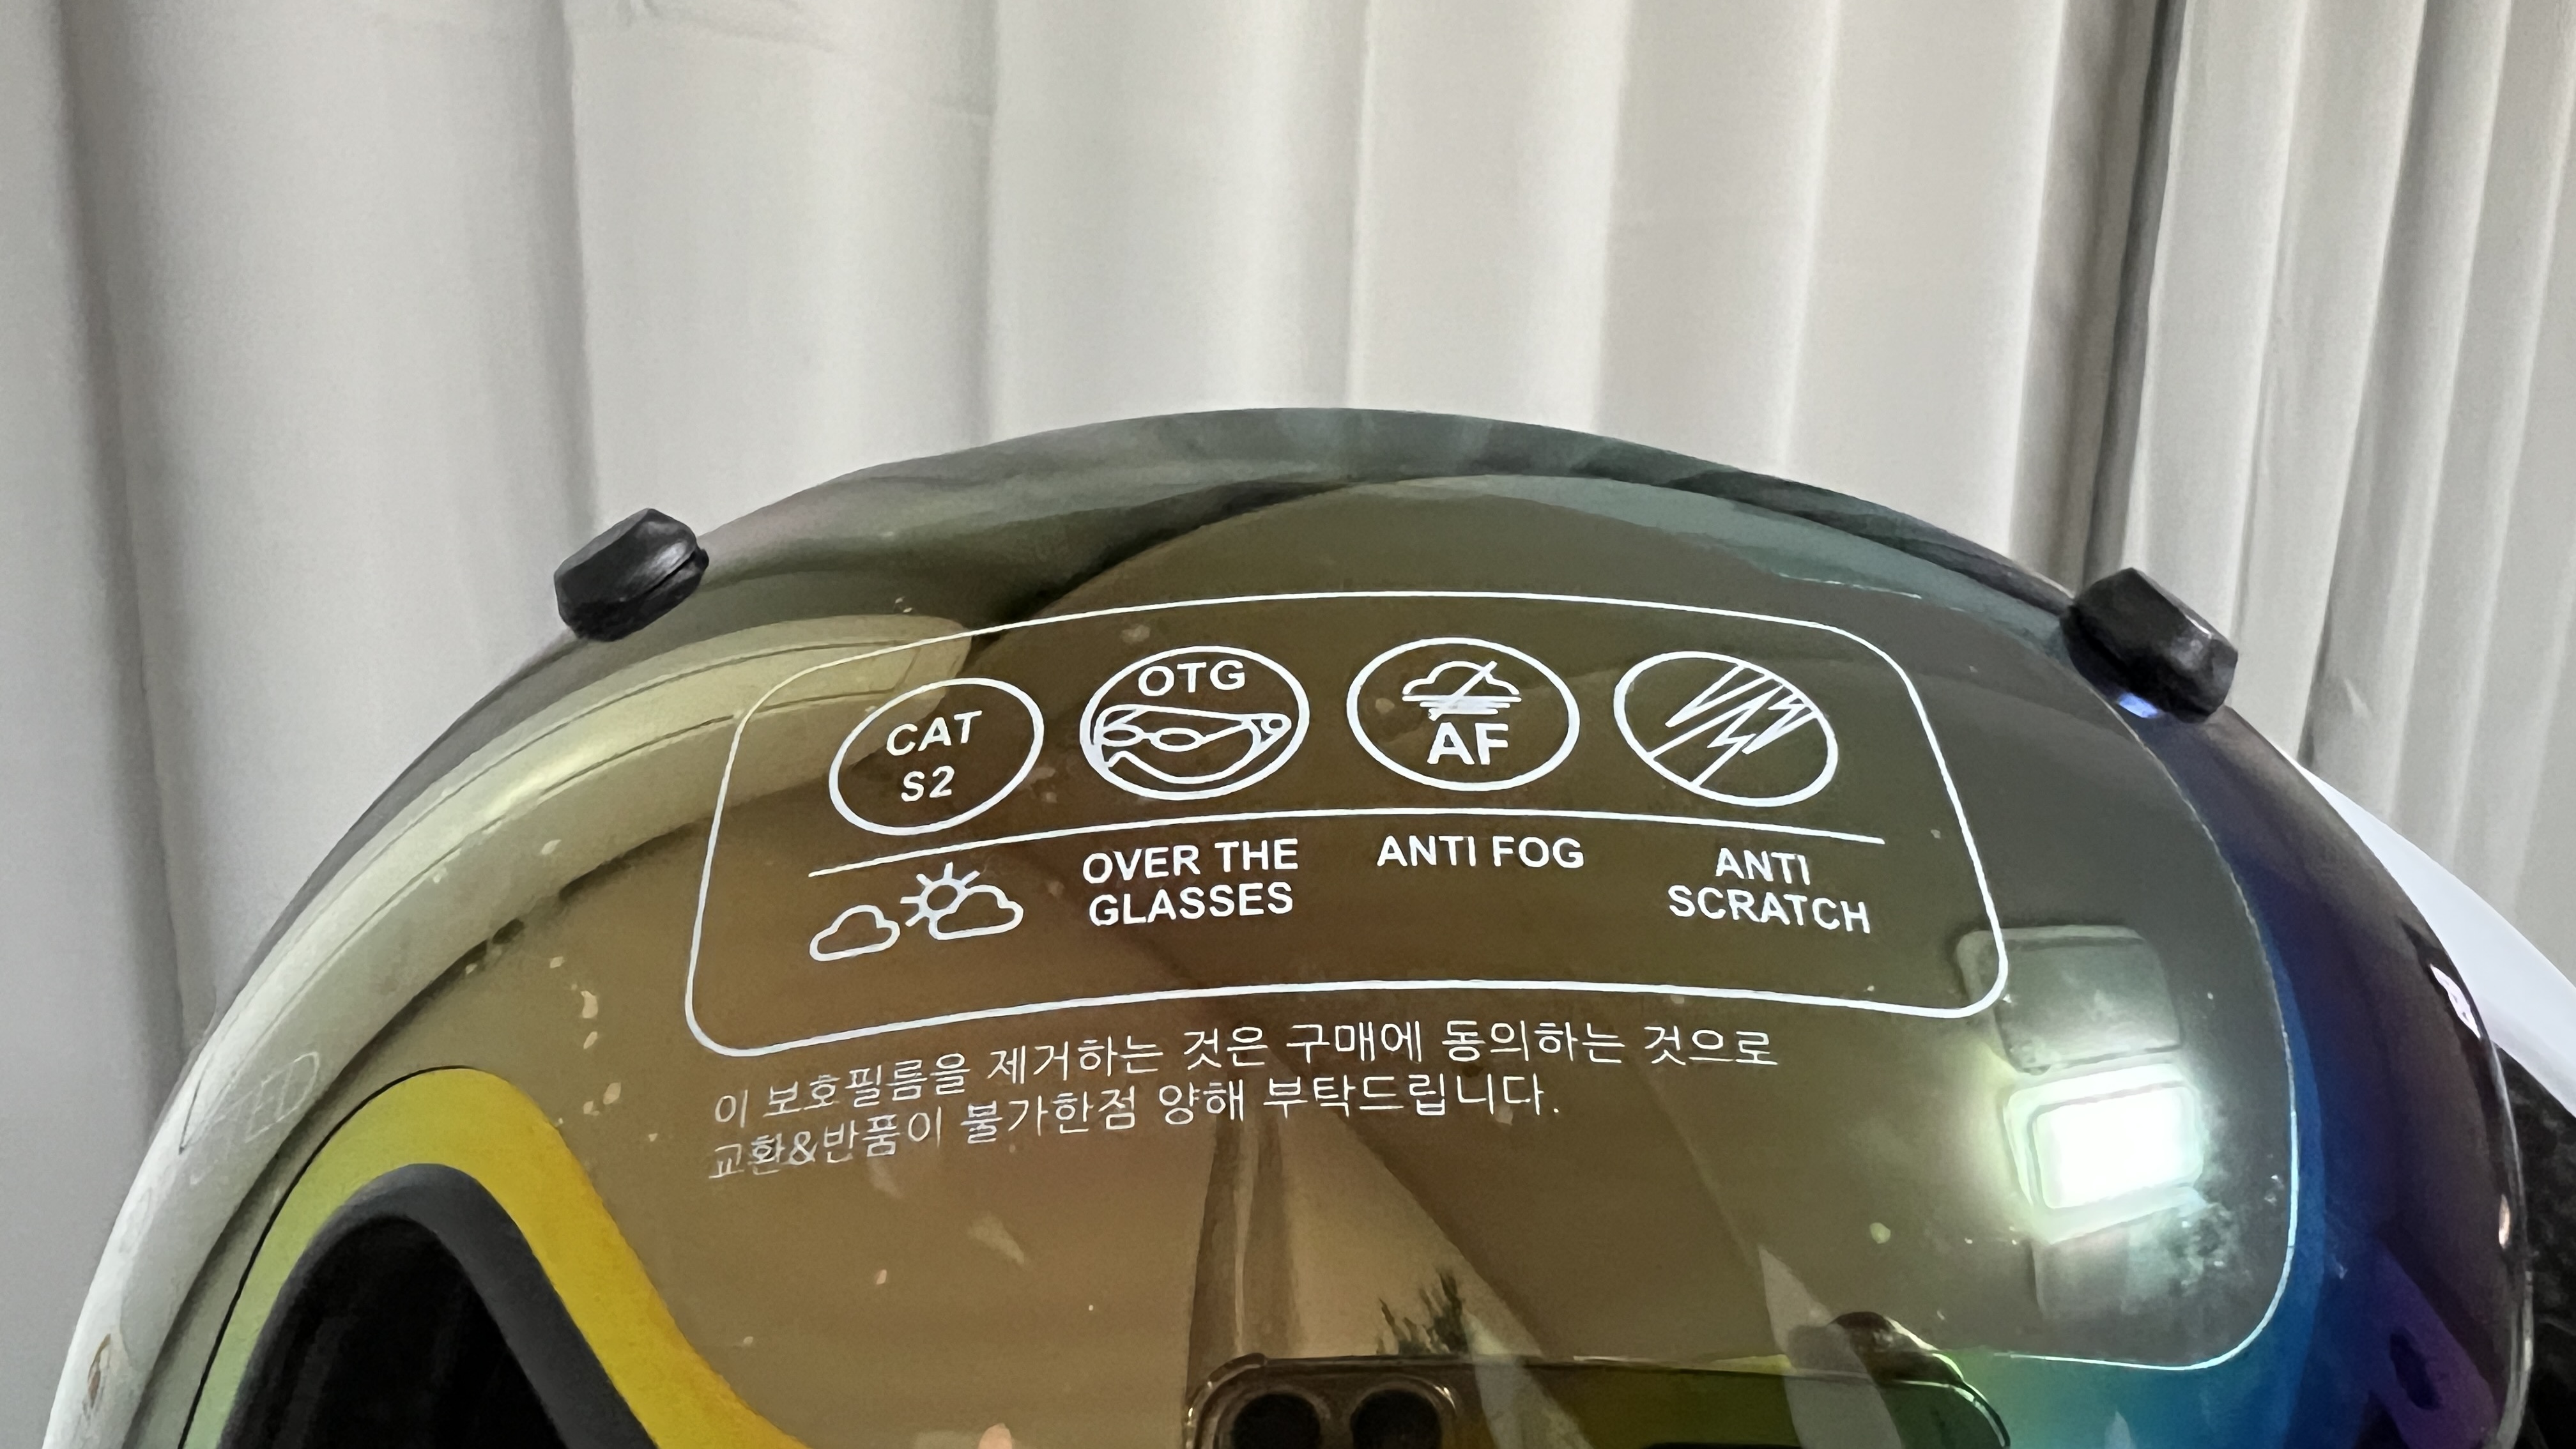 CAT
S2
OTG
AF
OVER THE
GLASSES
ANTI FOG
ANTI
SCRATCH
이 보호필름을 제거하는 것은 구매에 동의하는 것으로
교환&반품이 불가한점 양해 부탁드립니다.